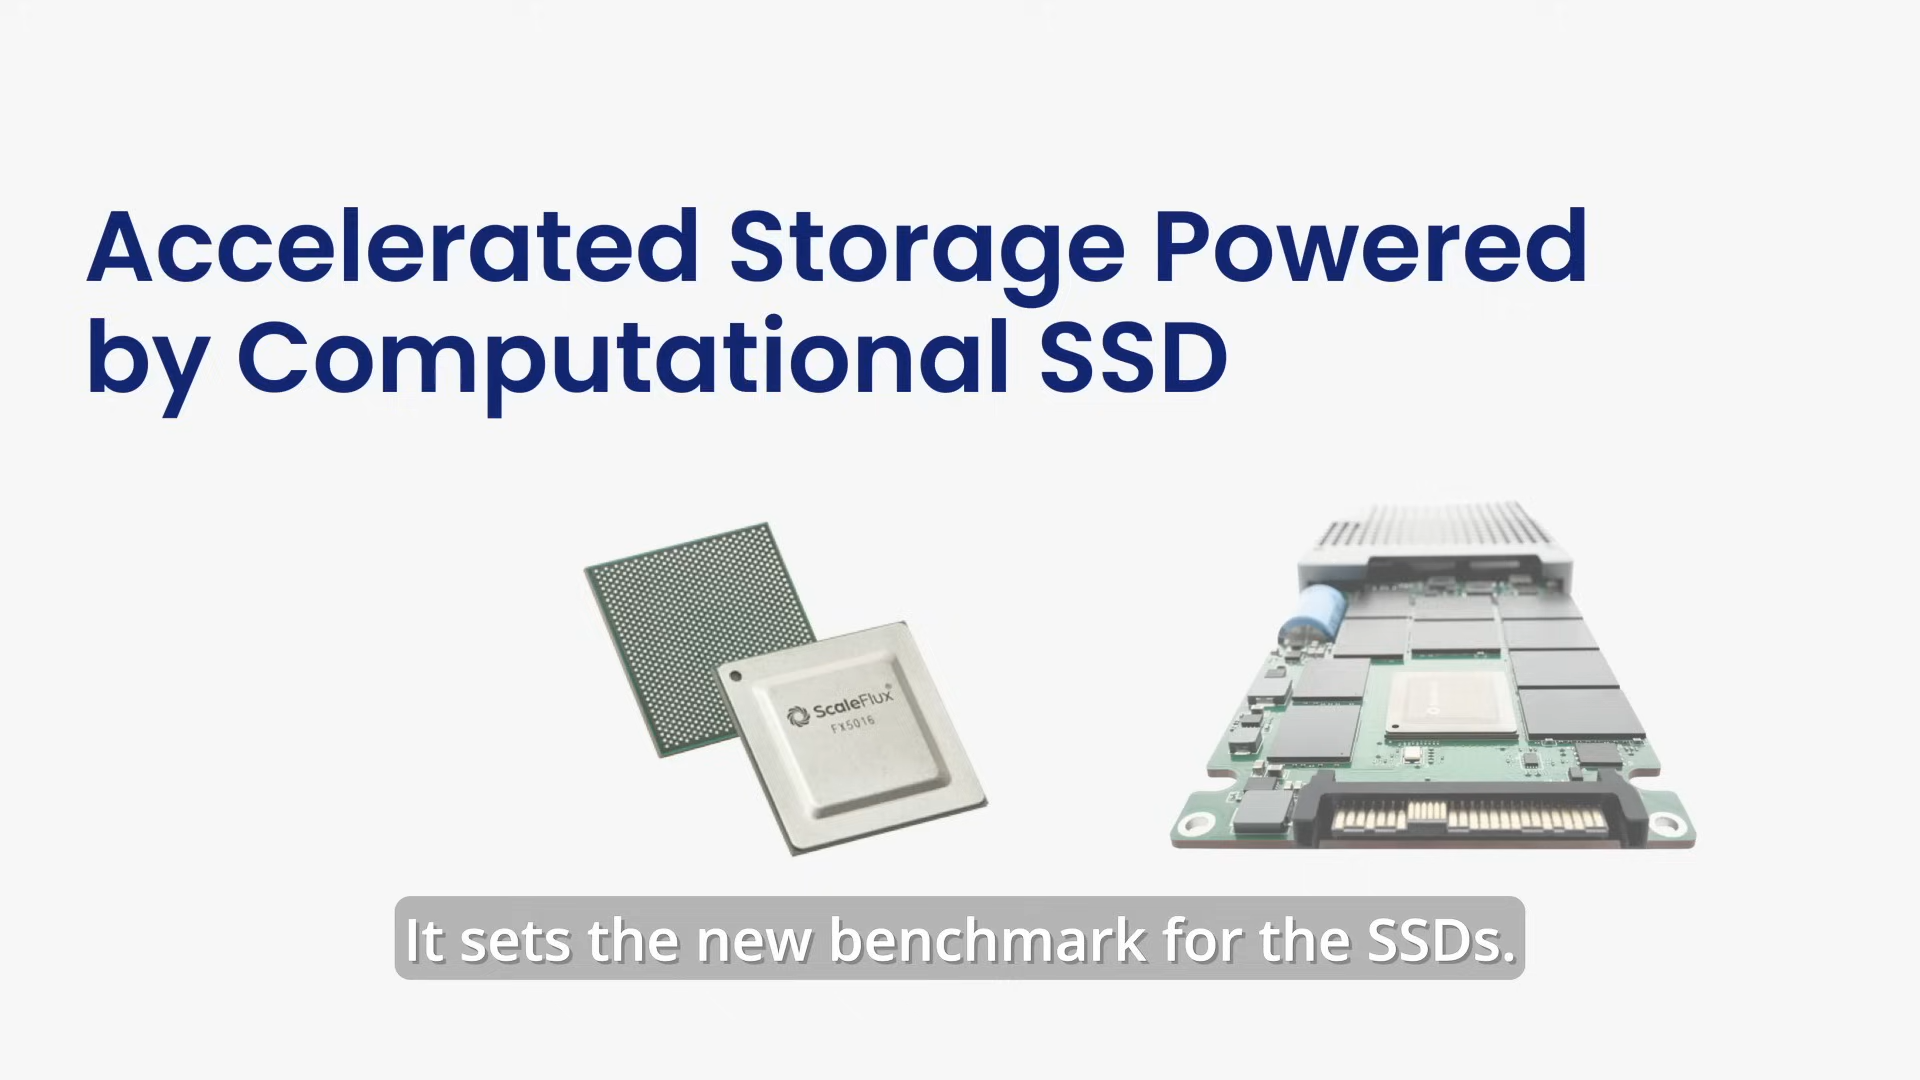 Accelerated Storage Powered
by Computational SSD
ScaleFlux®
FX5016
It sets the new benchmark for the SSDs.